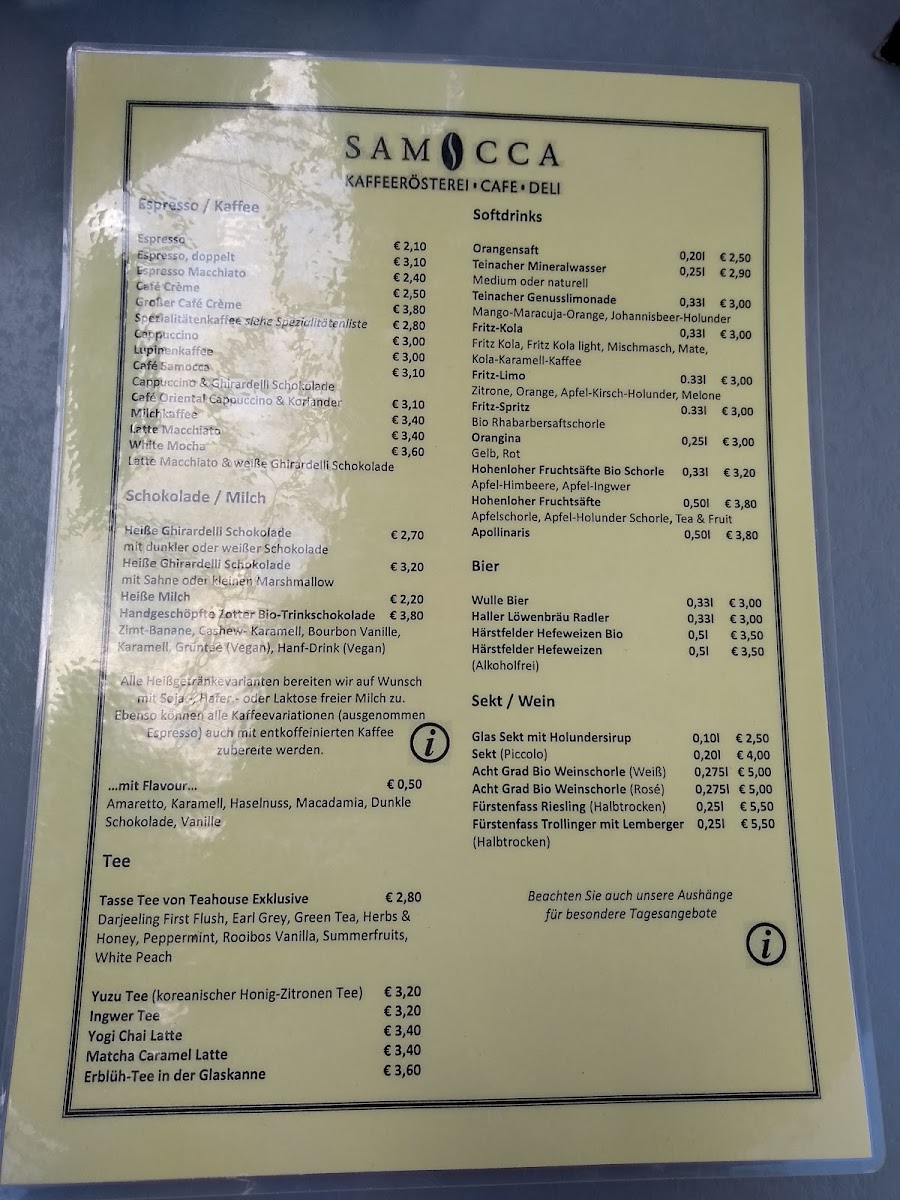 SAMOCCA
KAFFEERÖSTEREI • CAFE • DELI
Espresso / Kaffee
Espresso € 2,10
Espresso, doppelt € 3,10
Espresso Macchiato € 2,40
Café Crème € 2,50
Großer Café Crème € 3,80
Spezialitätenkaffee siehe Spezialitätenliste € 2,80
Cappuccino € 3,00
Lupinenkaffee € 3,00
Café Samocca € 3,10
Cappuccino & Ghirardelli Schokolade
Café Oriental Cappuccino & Koriander € 3,10
Milchkaffee € 3,40
Latte Macchiato € 3,40
White Mocha € 3,60
Latte Macchiato & weiße Ghirardelli Schokolade
Schokolade / Milch
Heiße Ghirardelli Schokolade € 2,70
mit dunkler oder weißer Schokolade
Heiße Ghirardelli Schokolade € 3,20
mit Sahne oder kleinen Marshmallow
Heiße Milch € 2,20
Handgeschöpfte Zotter Bio-Trinkschokolade € 3,80
Zimt-Banane, Cashew- Karamell, Bourbon Vanille,
Karamell, Grüntee (Vegan), Hanf-Drink (Vegan)
Alle Heißgetränkevarianten bereiten wir auf Wunsch
mit Soja -, Hafer - oder Laktose freier Milch zu.
Ebenso können alle Kaffeevariationen (ausgenommen
Espresso) auch mit entkoffeinierten Kaffee
zubereite werden.
i
...mit Flavour... € 0,50
Amaretto, Karamell, Haselnuss, Macadamia, Dunkle
Schokolade, Vanille
Tee
Tasse Tee von Teahouse Exklusive € 2,80
Darjeeling First Flush, Earl Grey, Green Tea, Herbs &
Honey, Peppermint, Rooibos Vanilla, Summerfruits,
White Peach
Yuzu Tee (koreanischer Honig-Zitronen Tee) € 3,20
Ingwer Tee € 3,20
Yogi Chai Latte € 3,40
Matcha Caramel Latte € 3,40
Erblüh-Tee in der Glaskanne € 3,60
Softdrinks
Orangensaft 0,20l € 2,50
Teinacher Mineralwasser 0,25l € 2,90
Medium oder naturell
Teinacher Genusslimonade 0,33l € 3,00
Mango-Maracuja-Orange, Johannisbeer-Holunder
Fritz-Kola 0,33l € 3,00
Fritz Kola, Fritz Kola light, Mischmasch, Mate,
Kola-Karamell-Kaffee
Fritz-Limo 0.33l € 3,00
Zitrone, Orange, Apfel-Kirsch-Holunder, Melone
Fritz-Spritz 0.33l € 3,00
Bio Rhabarbersaftschorle
Orangina 0,25l € 3,00
Gelb, Rot
Hohenloher Fruchtsäfte Bio Schorle 0,33l € 3,20
Apfel-Himbeere, Apfel-Ingwer
Hohenloher Fruchtsäfte 0,50l € 3,80
Apfelschorle, Apfel-Holunder Schorle, Tea & Fruit
Apollinaris 0,50l € 3,80
Bier
Wulle Bier 0,33l € 3,00
Haller Löwenbräu Radler 0,33l € 3,00
Härstfelder Hefeweizen Bio 0,5l € 3,50
Härstfelder Hefeweizen 0,5l € 3,50
(Alkoholfrei)
Sekt / Wein
Glas Sekt mit Holundersirup 0,10l € 2,50
Sekt (Piccolo) 0,20l € 4,00
Acht Grad Bio Weinschorle (Weiß) 0,275l € 5,00
Acht Grad Bio Weinschorle (Rosé) 0,275l € 5,00
Fürstenfass Riesling (Halbtrocken) 0,25l € 5,50
Fürstenfass Trollinger mit Lemberger 0,25l € 5,50
(Halbtrocken)
Beachten Sie auch unsere Aushänge
für besondere Tagesangebote
i